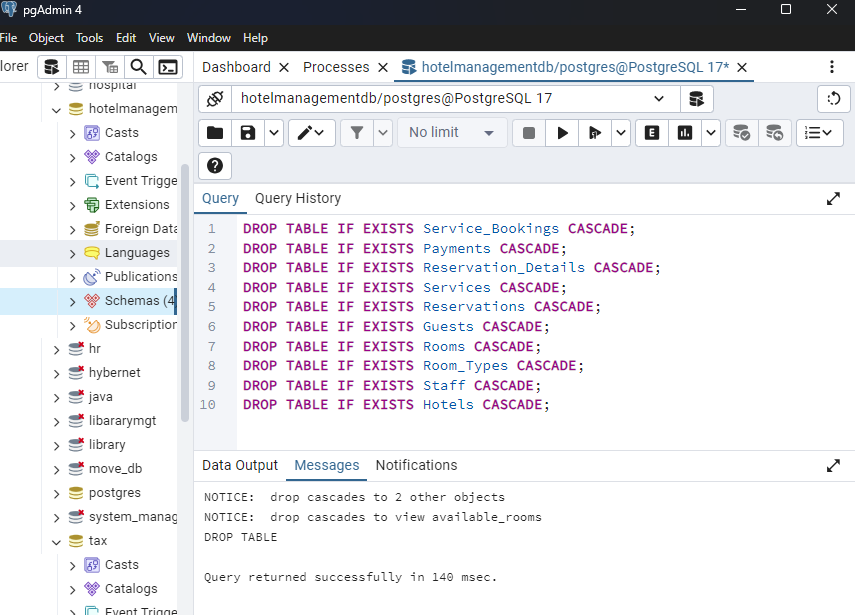 pgAdmin 4
File Object Tools Edit View Window Help
lorer
Dashboard Processes hotelmanagementdb/postgres@PostgreSQL 17*
hotelmanagementdb/postgres@PostgreSQL 17
No limit
E
Query Query History
1 DROP TABLE IF EXISTS Service_Bookings CASCADE;
2 DROP TABLE IF EXISTS Payments CASCADE;
3 DROP TABLE IF EXISTS Reservation_Details CASCADE;
4 DROP TABLE IF EXISTS Services CASCADE;
5 DROP TABLE IF EXISTS Reservations CASCADE;
6 DROP TABLE IF EXISTS Guests CASCADE;
7 DROP TABLE IF EXISTS Rooms CASCADE;
8 DROP TABLE IF EXISTS Room_Types CASCADE;
9 DROP TABLE IF EXISTS Staff CASCADE;
10 DROP TABLE IF EXISTS Hotels CASCADE;
Data Output Messages Notifications
NOTICE:  drop cascades to 2 other objects
NOTICE:  drop cascades to view available_rooms
DROP TABLE
Query returned successfully in 140 msec.
hospital
hotelmanagem
Casts
Catalogs
Event Trigge
Extensions
Foreign Data
Languages
Publications
Schemas (4
Subscription
hr
hybernet
java
libararymgt
library
move_db
postgres
system_manag
tax
Casts
Catalogs
Event Trigge